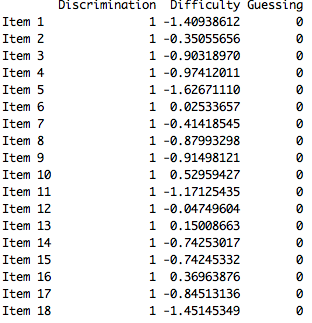 Discrimination Difficulty Guessing
Item 1 1 -1.40938612 0
Item 2 1 -0.35055656 0
Item 3 1 -0.90318970 0
Item 4 1 -0.97412011 0
Item 5 1 -1.62671110 0
Item 6 1 0.02533657 0
Item 7 1 -0.41418545 0
Item 8 1 -0.87993298 0
Item 9 1 -0.91498121 0
Item 10 1 0.52959427 0
Item 11 1 -1.17125435 0
Item 12 1 -0.04749604 0
Item 13 1 0.15008663 0
Item 14 1 -0.74253017 0
Item 15 1 -0.74245332 0
Item 16 1 0.36963876 0
Item 17 1 -0.84513136 0
Item 18 1 -1.45145349 0